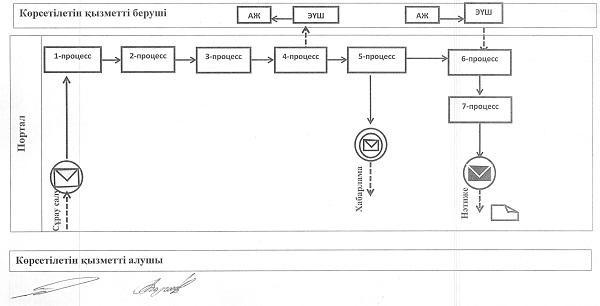 Көрсетілетін қызметті беруші
АЖ
ЭҮШ
АЖ
ЭҮШ
Портал
1-процесс
2-процесс
3-процесс
4-процесс
5-процесс
6-процесс
7-процесс
Сұрау салу
Хабарлама
Нәтиже
Көрсетілетін қызметті алушы